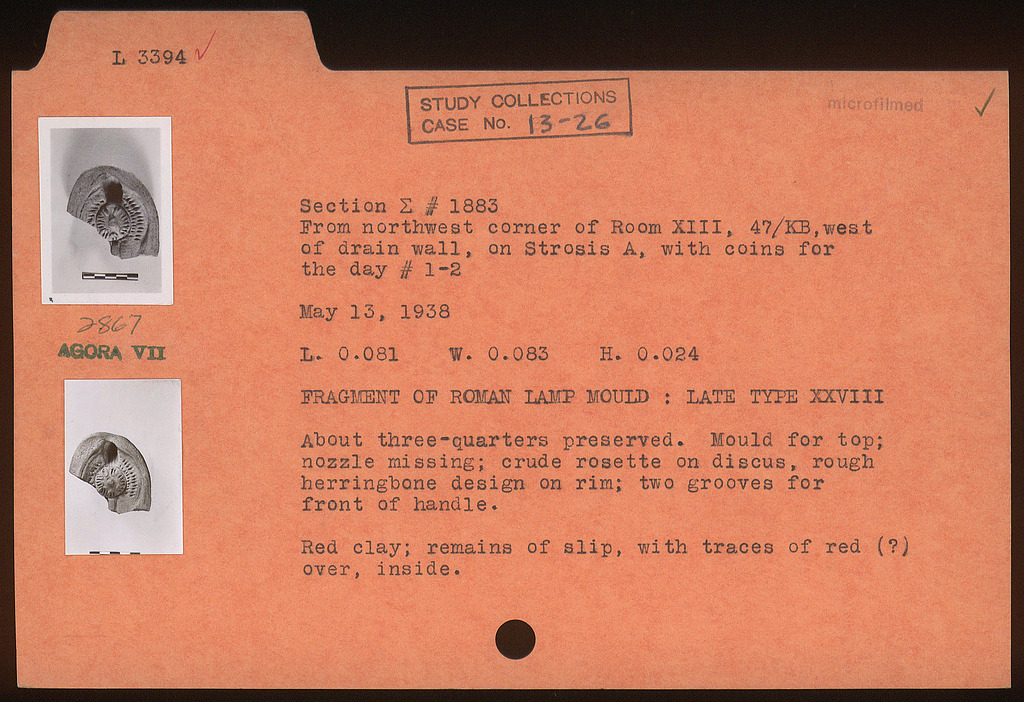 L 3394
STUDY COLLECTIONS
CASE No. 13-26
microfilmed
Section Σ # 1883
From northwest corner of Room XIII, 47/KB,west
of drain wall, on Strosis A, with coins for
the day # 1-2
May 13, 1938
2867
AGORA VII
L. 0.081 W. 0.083 H. 0.024
FRAGMENT OF ROMAN LAMP MOULD : LATE TYPE XXVIII
About three-quarters preserved. Mould for top;
nozzle missing; crude rosette on discus, rough
herringbone design on rim; two grooves for
front of handle.
Red clay; remains of slip, with traces of red (?)
over, inside.